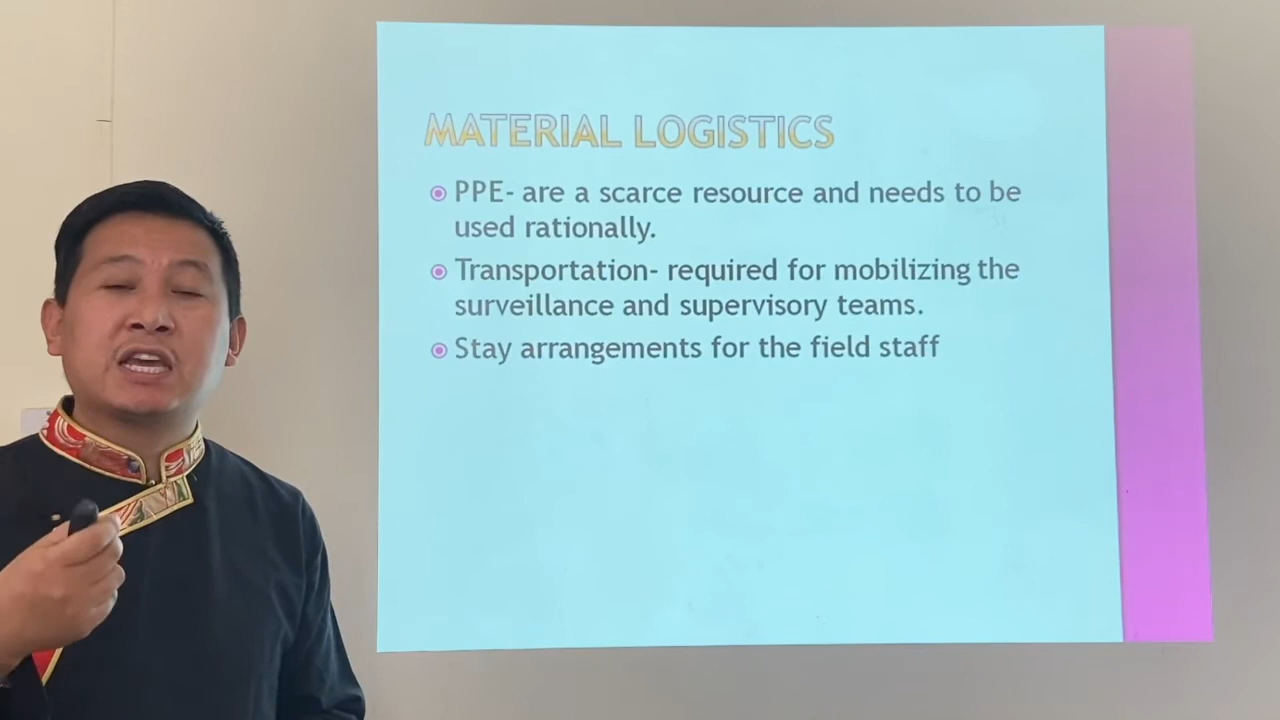 MATERIAL LOGISTICS
PPE- are a scarce resource and needs to be
used rationally.
Transportation- required for mobilizing the
surveillance and supervisory teams.
Stay arrangements for the field staff